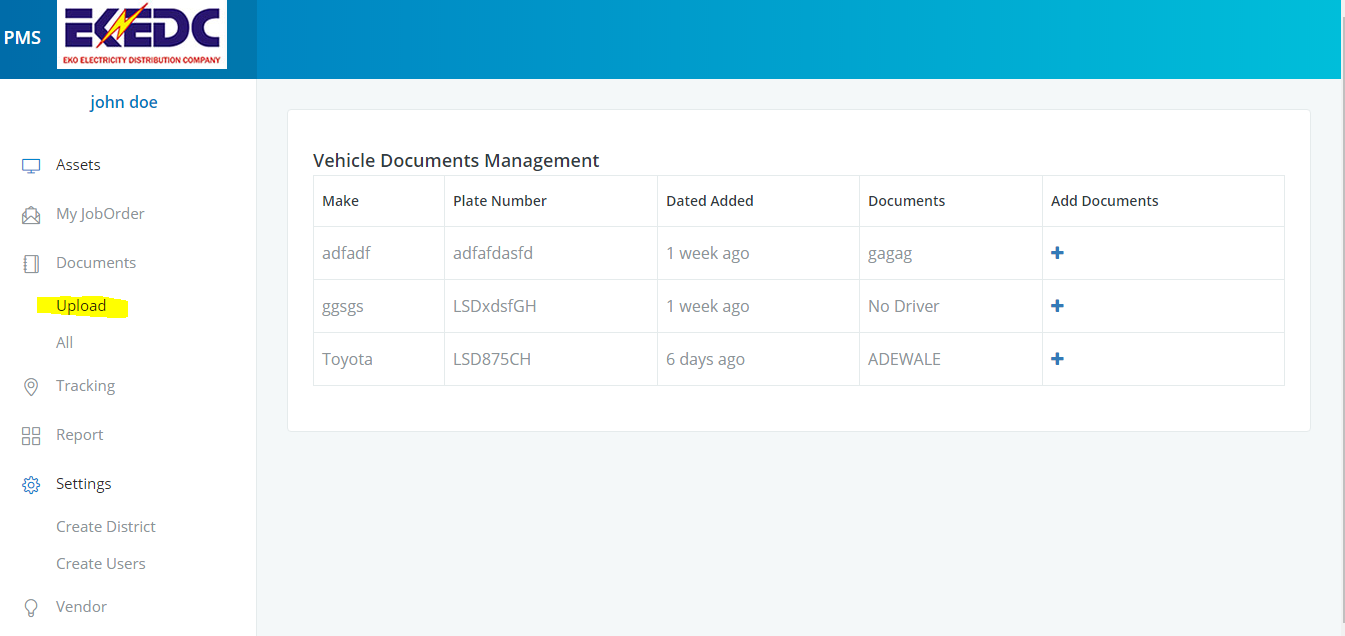 PMS
EKEDC
EKO ELECTRICITY DISTRIBUTION COMPANY
john doe
Assets
My JobOrder
Documents
Upload
All
Tracking
Report
Settings
Create District
Create Users
Vendor
Vehicle Documents Management
Make Plate Number Dated Added Documents Add Documents
adfadf adfafdasfd 1 week ago gagag +
ggsgs LSDxdsfGH 1 week ago No Driver +
Toyota LSD875CH 6 days ago ADEWALE +